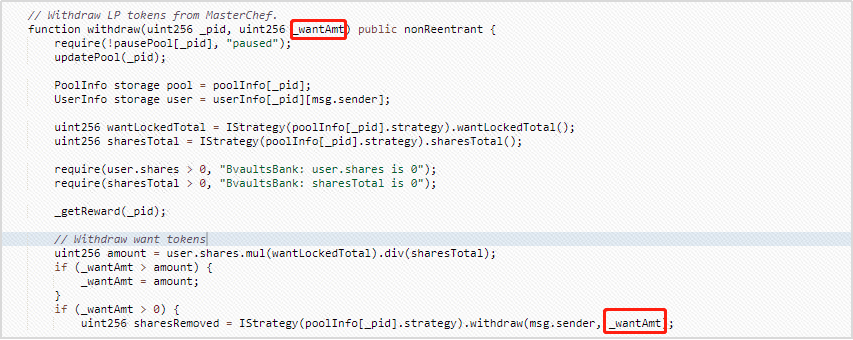 // Withdraw LP tokens from MasterChef.
function withdraw(uint256 _pid, uint256 _wantAmt) public nonReentrant {
require(!pausePool[_pid], "paused");
updatePool(_pid);
PoolInfo storage pool = poolInfo[_pid];
UserInfo storage user = userInfo[_pid][msg.sender];
uint256 wantLockedTotal = IStrategy(poolInfo[_pid].strategy).wantLockedTotal();
uint256 sharesTotal = IStrategy(poolInfo[_pid].strategy).sharesTotal();
require(user.shares > 0, "BvaultsBank: user.shares is 0");
require(sharesTotal > 0, "BvaultsBank: sharesTotal is 0");
_getReward(_pid);
// Withdraw want tokens
uint256 amount = user.shares.mul(wantLockedTotal).div(sharesTotal);
if (_wantAmt > amount) {
_wantAmt = amount;
}
if (_wantAmt > 0) {
uint256 sharesRemoved = IStrategy(poolInfo[_pid].strategy).withdraw(msg.sender, _wantAmt);